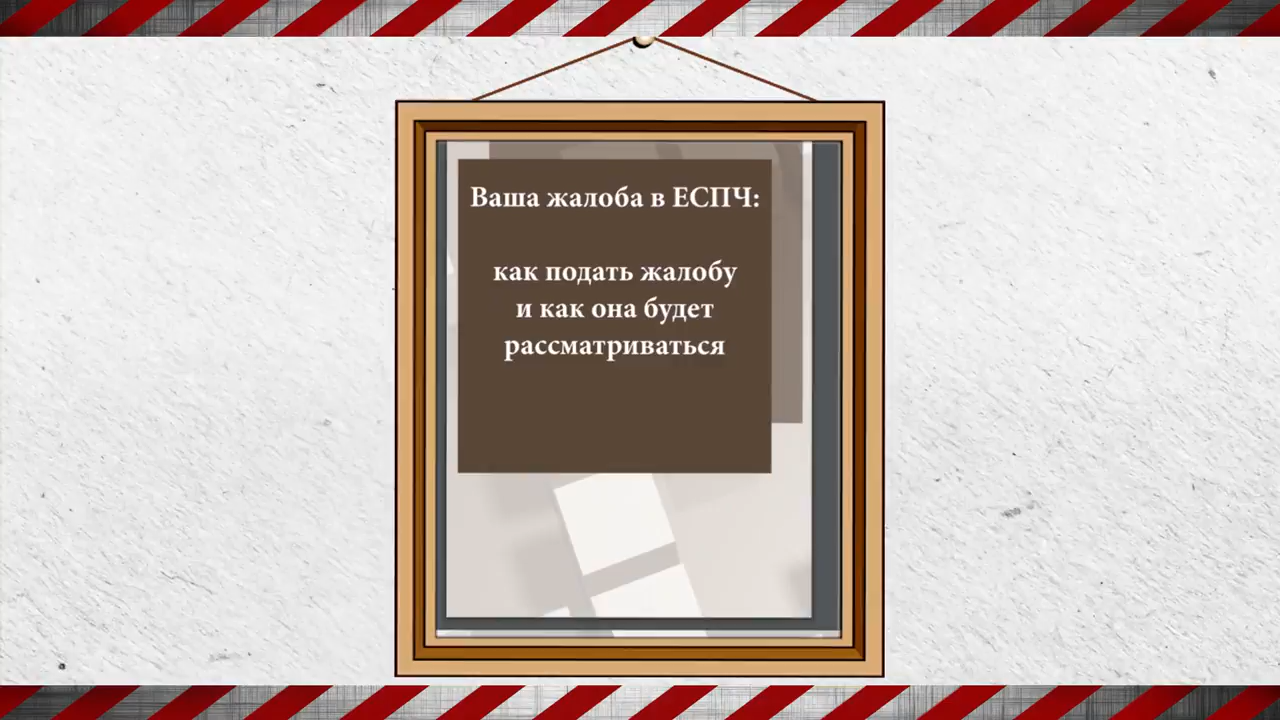 Ваша жалоба в ЕСПЧ:
как подать жалобу
и как она будет
рассматриваться